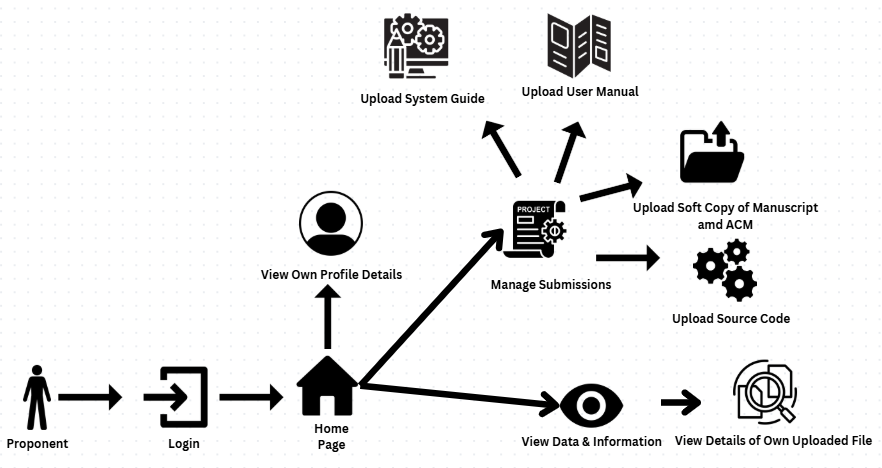 Upload System Guide
Upload User Manual
Upload Soft Copy of Manuscript
amd ACM
PROJECT
View Own Profile Details
Manage Submissions
Upload Source Code
Proponent
Login
Home
Page
View Data & Information
View Details of Own Uploaded File